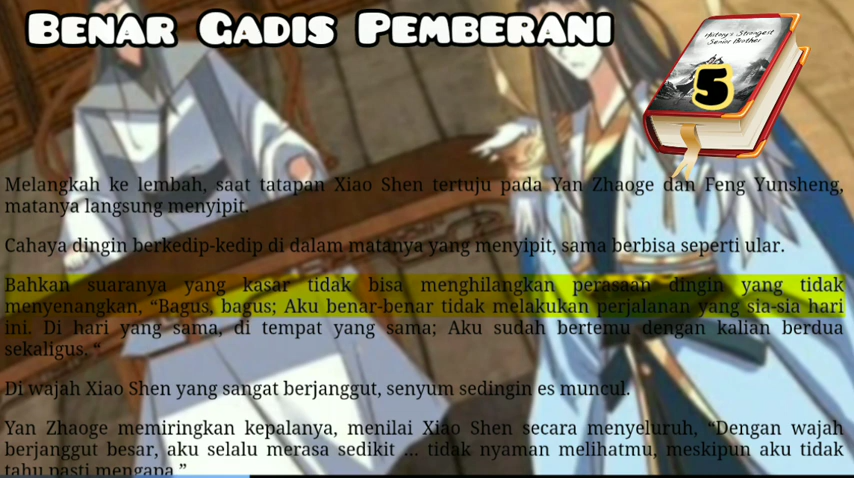 BENAR GADIS PEMBERANI
History's Strongest
Senior Brother
5
Melangkah ke lembah, saat tatapan Xiao Shen tertuju pada Yan Zhaoge dan Feng Yunsheng,
matanya langsung menyipit.
Cahaya dingin berkedip-kedip di dalam matanya yang menyipit, sama berbisa seperti ular.
Bahkan suaranya yang kasar tidak bisa menghilangkan perasaan dingin yang tidak
menyenangkan, “Bagus, bagus; Aku benar-benar tidak melakukan perjalanan yang sia-sia hari
ini. Di hari yang sama, di tempat yang sama; Aku sudah bertemu dengan kalian berdua
sekaligus. “
Di wajah Xiao Shen yang sangat berjanggut, senyum sedingin es muncul.
Yan Zhaoge memiringkan kepalanya, menilai Xiao Shen secara menyeluruh, “Dengan wajah
berjanggut besar, aku selalu merasa sedikit ... tidak nyaman melihatmu, meskipun aku tidak
tahu pasti mengapa.”